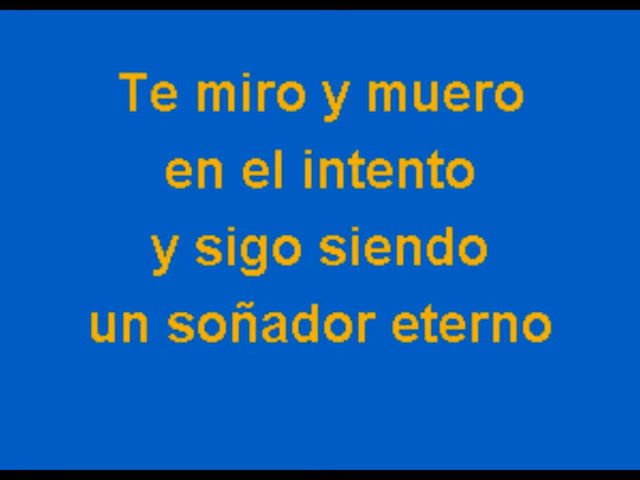 Te miro y muero
en el intento
y sigo siendo
un soñador eterno